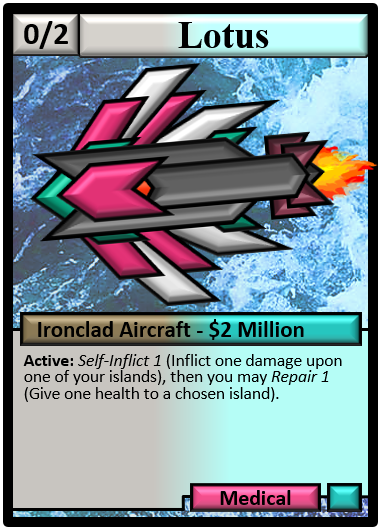 0/2
Lotus
Ironclad Aircraft - $2 Million
Active: Self-Inflict 1 (Inflict one damage upon
one of your islands), then you may Repair 1
(Give one health to a chosen island).
Medical